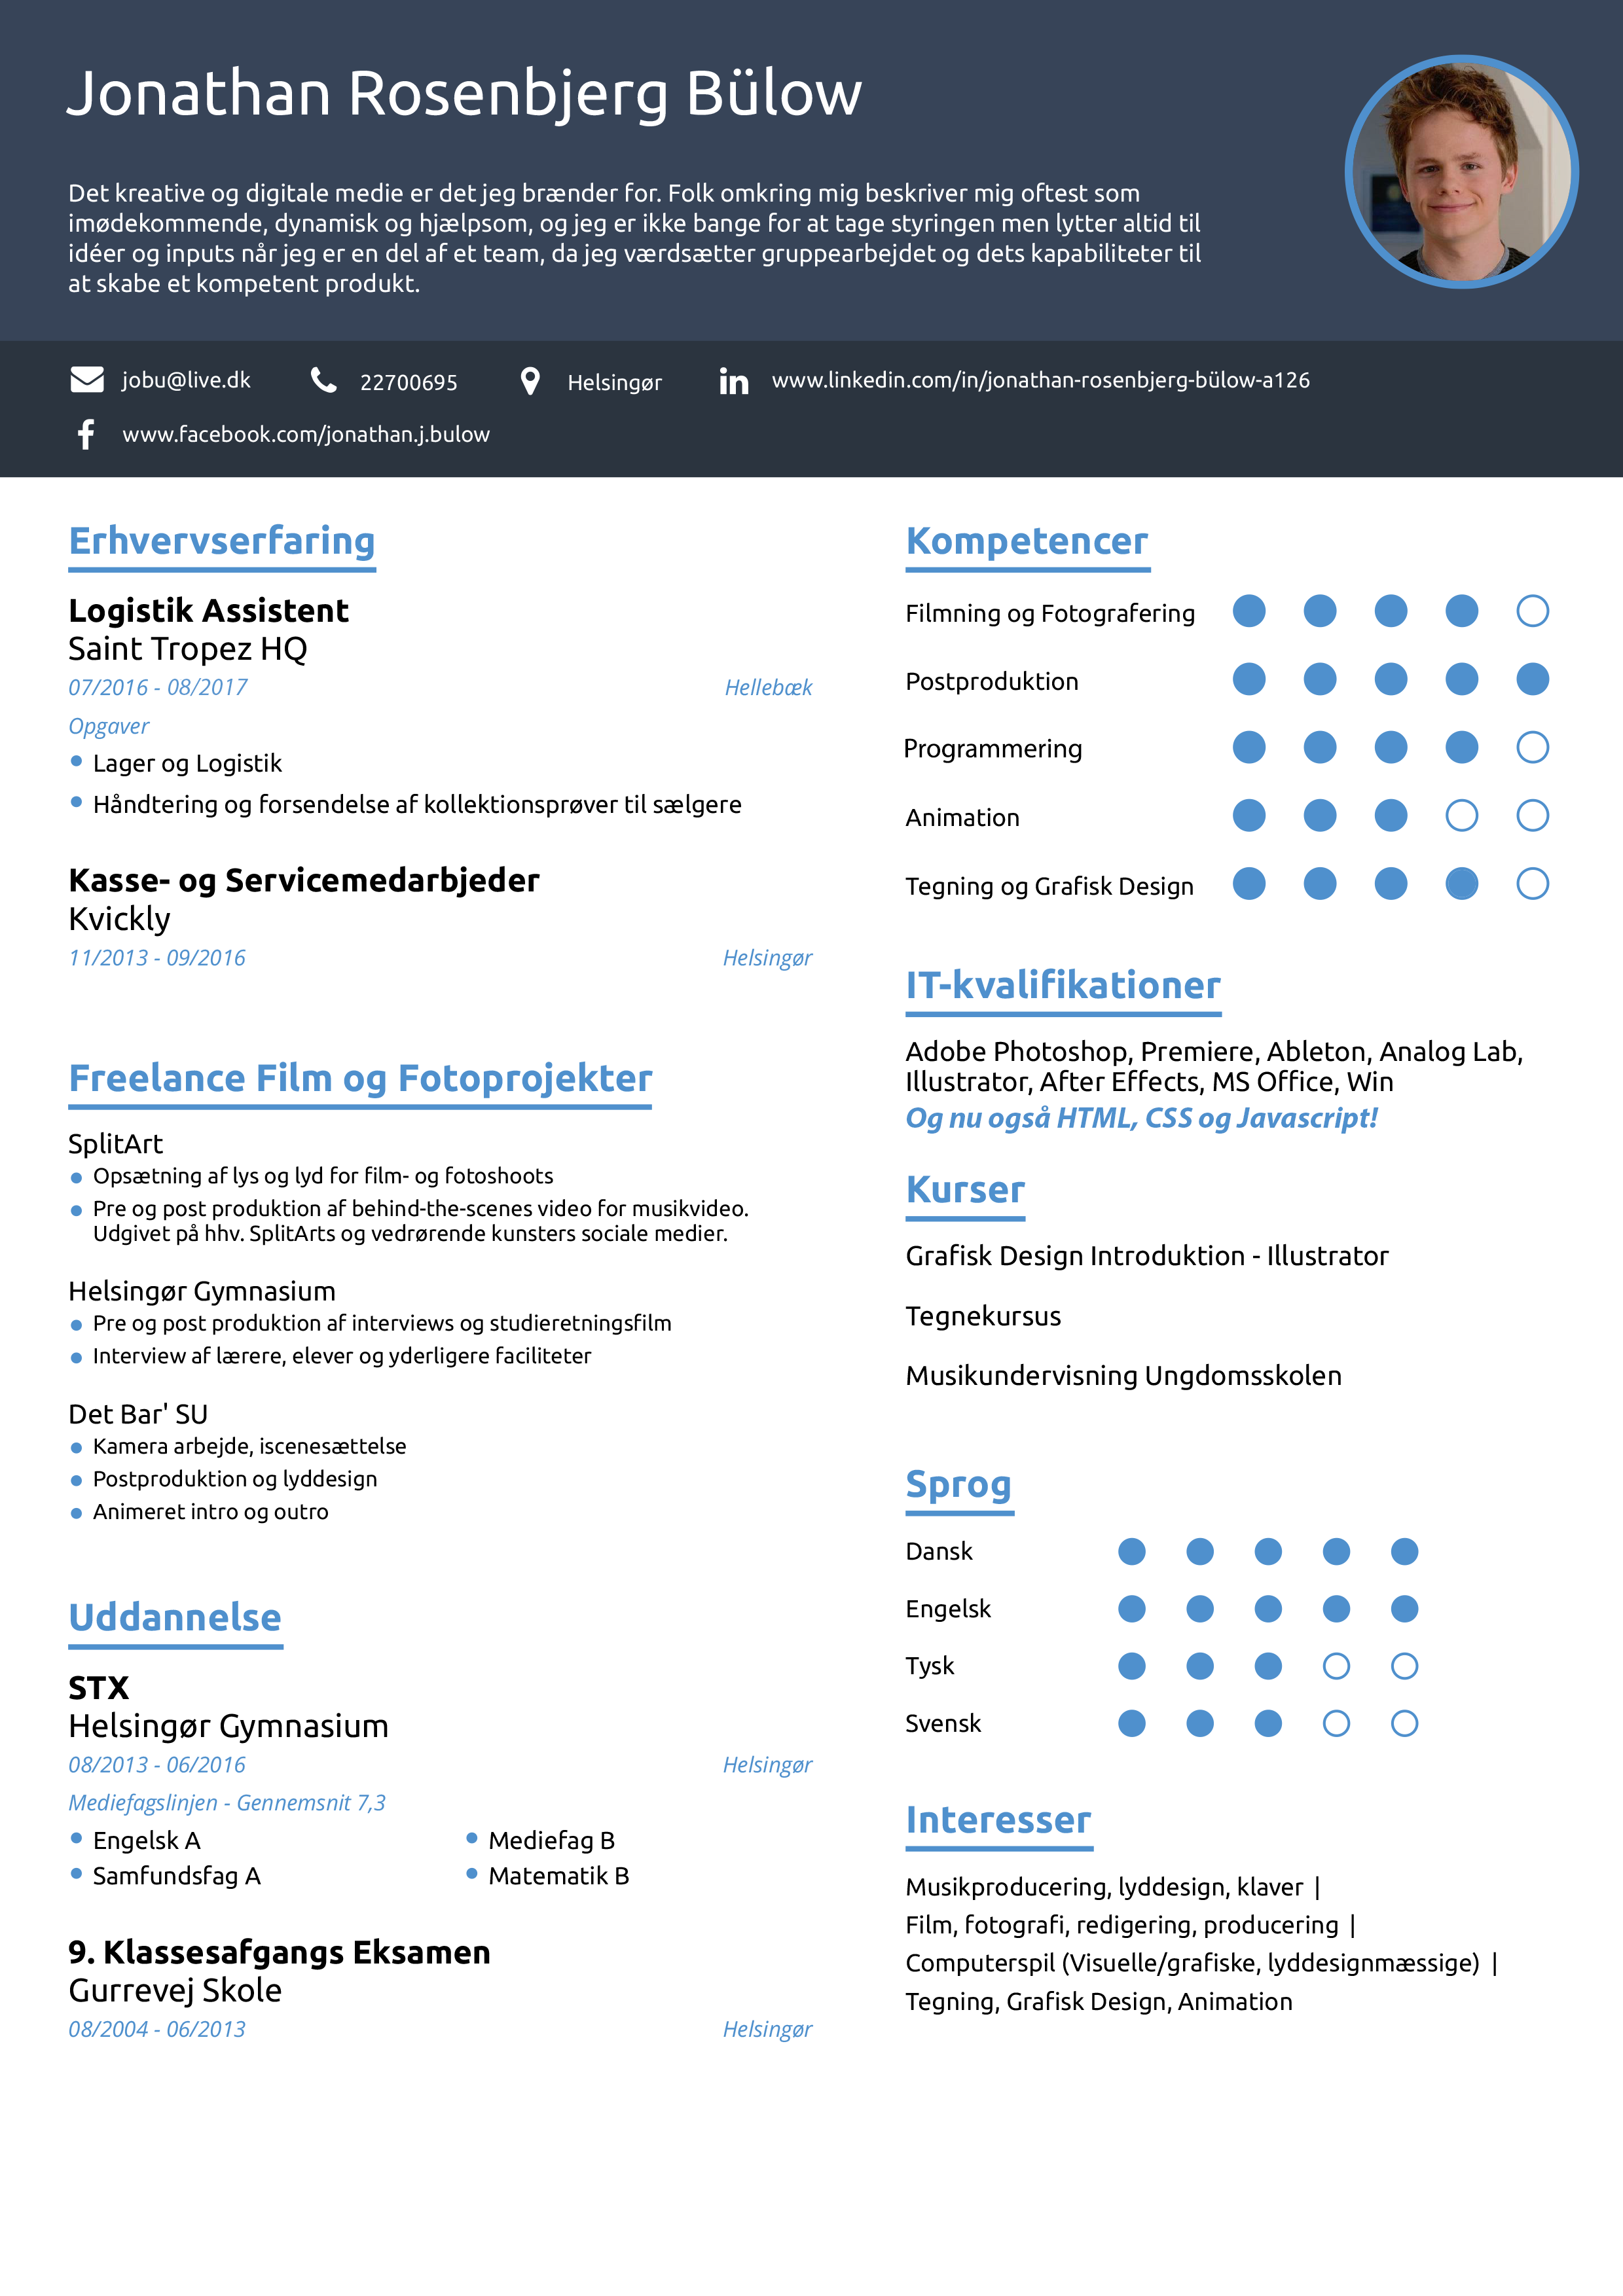 Jonathan Rosenbjerg Bülow
Det kreative og digitale medie er det jeg brænder for. Folk omkring mig beskriver mig oftest som
imødekommende, dynamisk og hjælpsom, og jeg er ikke bange for at tage styringen men lytter altid til
idéer og inputs når jeg er en del af et team, da jeg værdsætter gruppearbejdet og dets kapabiliteter til
at skabe et kompetent produkt.
jobu@live.dk 22700695 Helsingør www.linkedin.com/in/jonathan-rosenbjerg-bülow-a126
www.facebook.com/jonathan.j.bulow
Erhvervserfaring
Logistik Assistent
Saint Tropez HQ
07/2016 - 08/2017 Hellebæk
Opgaver
Lager og Logistik
Håndtering og forsendelse af kollektionsprøver til sælgere
Kasse- og Servicemedarbjeder
Kvickly
11/2013 - 09/2016 Helsingør
Freelance Film og Fotoprojekter
SplitArt
Opsætning af lys og lyd for film- og fotoshoots
Pre og post produktion af behind-the-scenes video for musikvideo.
Udgivet på hhv. SplitArts og vedrørende kunsters sociale medier.
Helsingør Gymnasium
Pre og post produktion af interviews og studieretningsfilm
Interview af lærere, elever og yderligere faciliteter
Det Bar' SU
Kamera arbejde, iscenesættelse
Postproduktion og lyddesign
Animeret intro og outro
Uddannelse
STX
Helsingør Gymnasium
08/2013 - 06/2016 Helsingør
Mediefagslinjen - Gennemsnit 7,3
Engelsk A Mediefag B
Samfundsfag A Matematik B
9. Klassesafgangs Eksamen
Gurrevej Skole
08/2004 - 06/2013 Helsingør
Kompetencer
Filmning og Fotografering
Postproduktion
Programmering
Animation
Tegning og Grafisk Design
IT-kvalifikationer
Adobe Photoshop, Premiere, Ableton, Analog Lab,
Illustrator, After Effects, MS Office, Win
Og nu også HTML, CSS og Javascript!
Kurser
Grafisk Design Introduktion - Illustrator
Tegnekursus
Musikundervisning Ungdomsskolen
Sprog
Dansk
Engelsk
Tysk
Svensk
Interesser
Musikproducering, lyddesign, klaver |
Film, fotografi, redigering, producering |
Computerspil (Visuelle/grafiske, lyddesignmæssige) |
Tegning, Grafisk Design, Animation